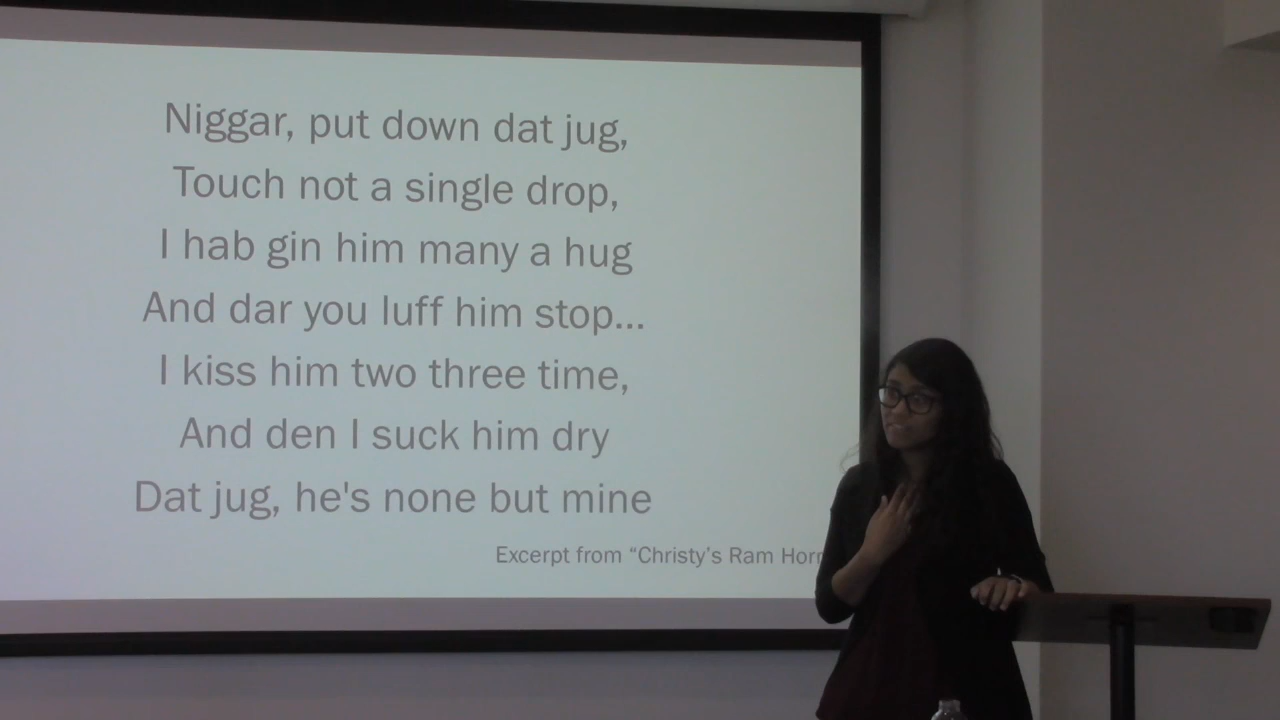 Niggar, put down dat jug,
Touch not a single drop,
I hab gin him many a hug
And dar you luff him stop...
I kiss him two three time,
And den I suck him dry
Dat jug, he's none but mine
Excerpt from “Christy's Ram